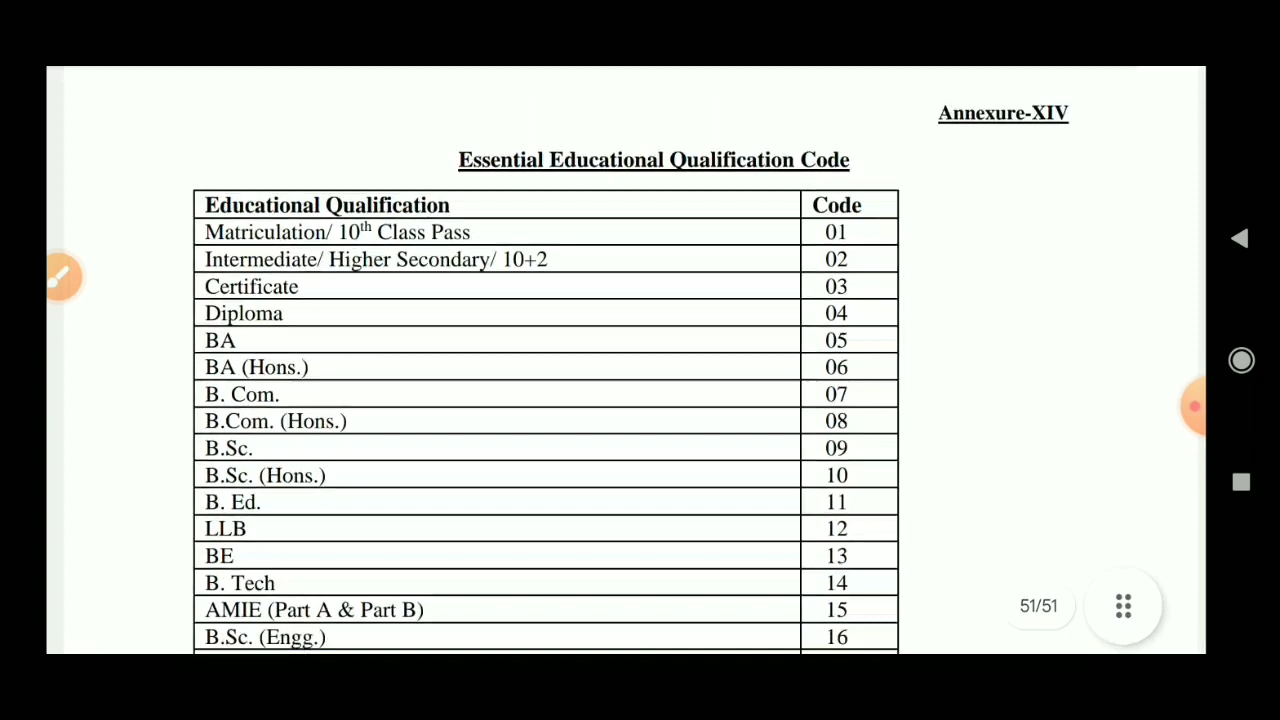 Annexure-XIV
Essential Educational Qualification Code
Educational Qualification Code
Matriculation/ 10th Class Pass 01
Intermediate/ Higher Secondary/ 10+2 02
Certificate 03
Diploma 04
BA 05
BA (Hons.) 06
B. Com. 07
B.Com. (Hons.) 08
B.Sc. 09
B.Sc. (Hons.) 10
B. Ed. 11
LLB 12
BE 13
B. Tech 14
AMIE (Part A & Part B) 15
B.Sc. (Engg.) 16
51/51